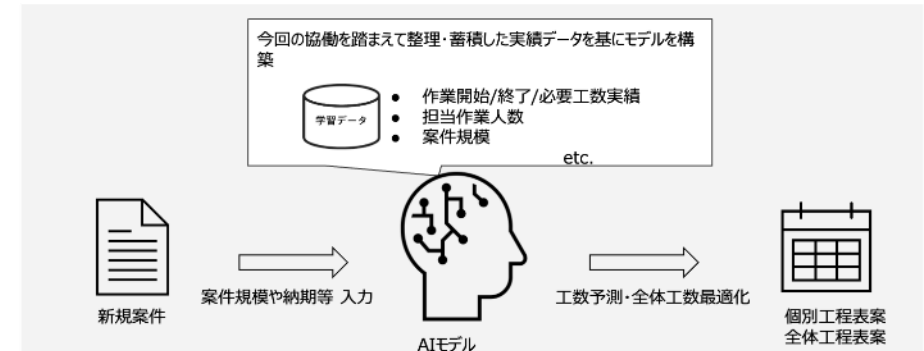 今回の協働を踏まえて整理・蓄積した実績データを基にモデルを構
築
学習データ
● 作業開始/終了/必要工数実績
● 担当作業人数
● 案件規模
etc.
案件規模や納期等 入力
工数予測・全体工数最適化
新規案件
AIモデル
個別工程表案
全体工程表案